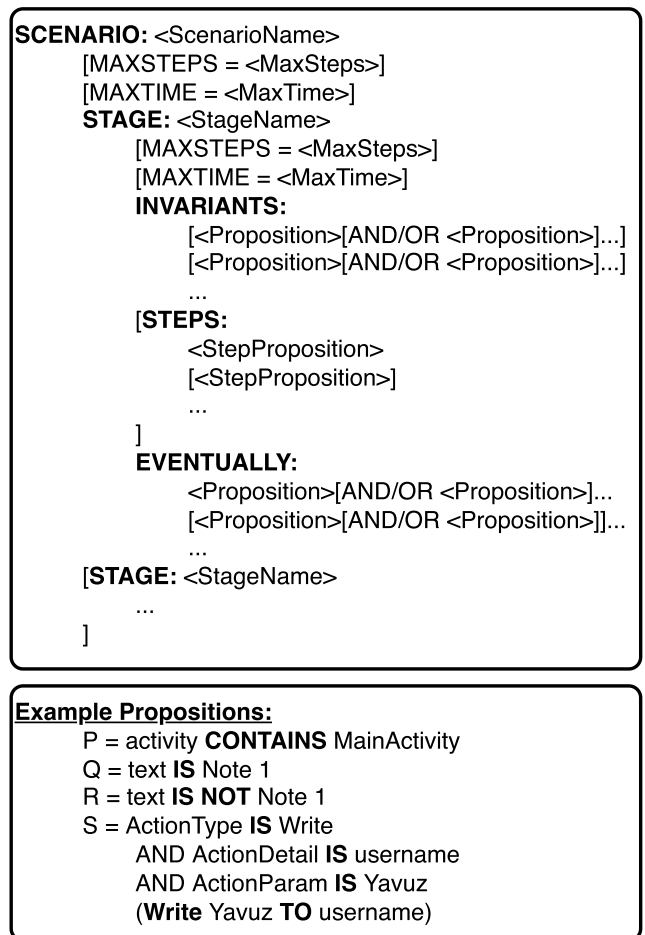 SCENARIO: <ScenarioName>
[MAXSTEPS = <MaxSteps>]
[MAXTIME = <MaxTime>]
STAGE: <StageName>
[MAXSTEPS = <MaxSteps>]
[MAXTIME = <MaxTime>]
INVARIANTS:
[<Proposition>[AND/OR <Proposition>]...]
[<Proposition>[AND/OR <Proposition>]...]
...
[STEPS:
<StepProposition>
[<StepProposition>]
...
]
EVENTUALLY:
<Proposition>[AND/OR <Proposition>]...
[<Proposition>[AND/OR <Proposition>]]...
...
[STAGE: <StageName>
...
]
Example Propositions:
P = activity CONTAINS MainActivity
Q = text IS Note 1
R = text IS NOT Note 1
S = ActionType IS Write
AND ActionDetail IS username
AND ActionParam IS Yavuz
(Write Yavuz TO username)